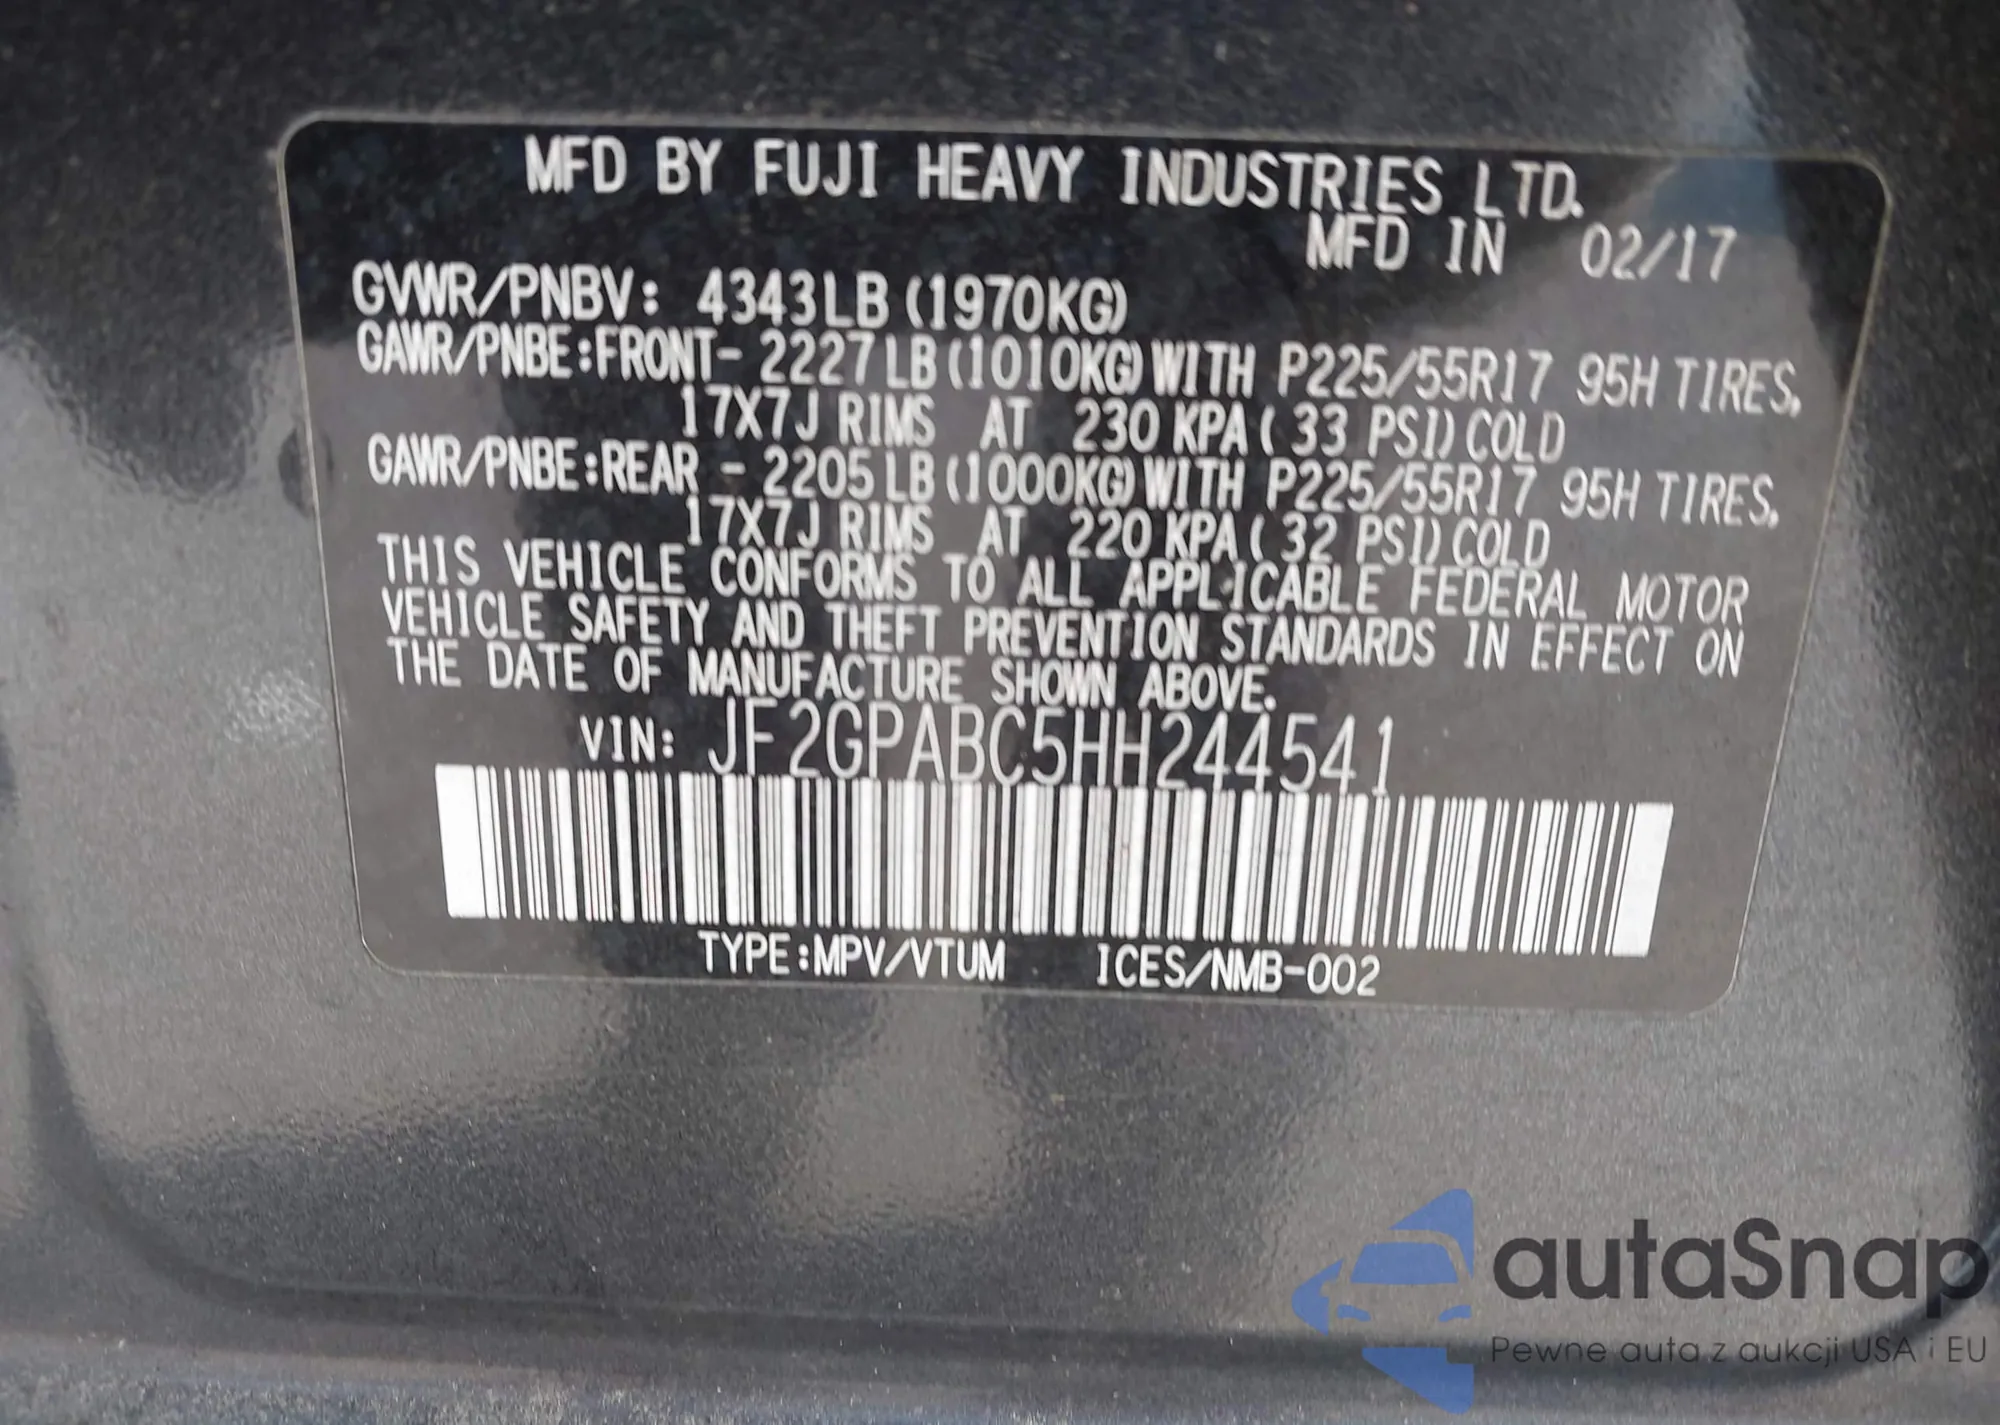 MFD BY FUJI HEAVY INDUSTRIES LTD.
MFD IN 02/17
GVWR/PNBV: 4343LB (1970KG)
GAWR/PNBE:FRONT- 2227LB(1010KG)WITH P225/55R17 95H TIRES,
17X7J RIMS AT 230 KPA( 33 PSI)COLD
GAWR/PNBE:REAR - 2205LB(1000KG)WITH P225/55R17 95H TIRES,
17X7J RIMS AT 220 KPA( 32 PSI)COLD
THIS VEHICLE CONFORMS TO ALL APPLICABLE FEDERAL MOTOR
VEHICLE SAFETY AND THEFT PREVENTION STANDARDS IN EFFECT ON
THE DATE OF MANUFACTURE SHOWN ABOVE.
VIN: JF2GPABC5HH244541
TYPE:MPV/VTUM ICES/NMB-002
autaSnap
Pewne auta z aukcji USA i EU